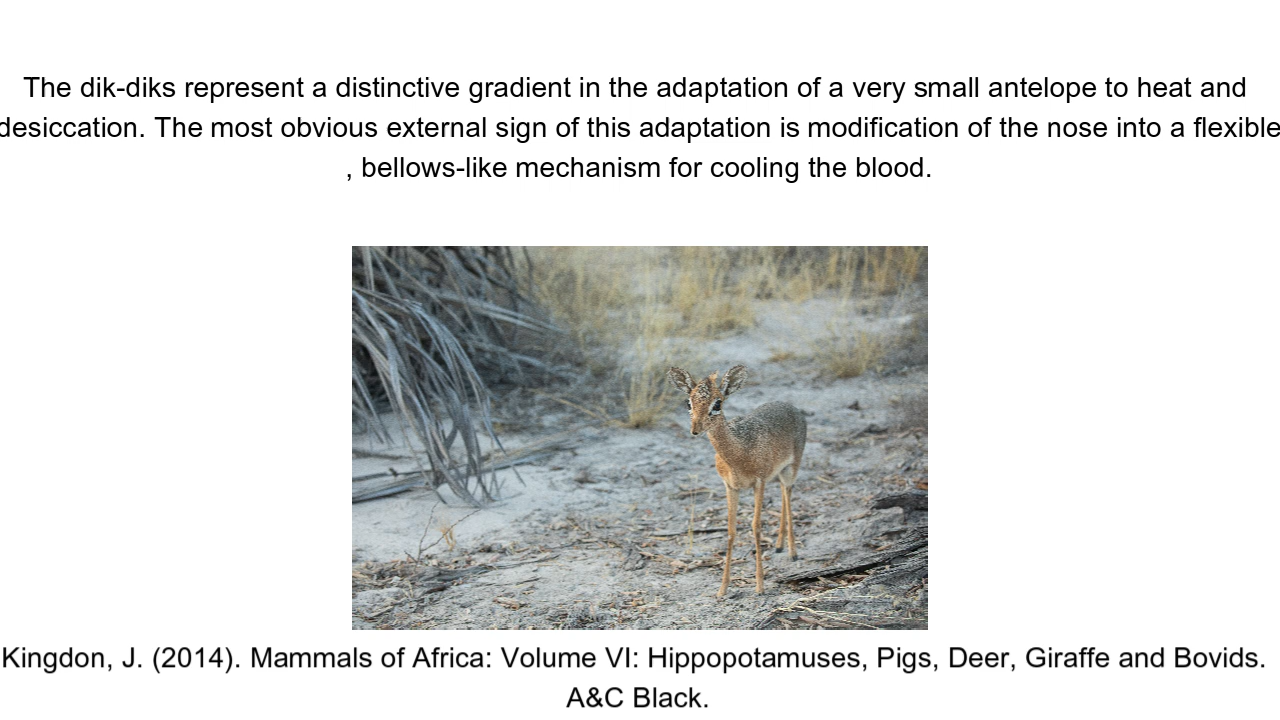 The dik-diks represent a distinctive gradient in the adaptation of a very small antelope to heat and
desiccation. The most obvious external sign of this adaptation is modification of the nose into a flexible
, bellows-like mechanism for cooling the blood.
Kingdon, J. (2014). Mammals of Africa: Volume VI: Hippopotamuses, Pigs, Deer, Giraffe and Bovids.
A&C Black.